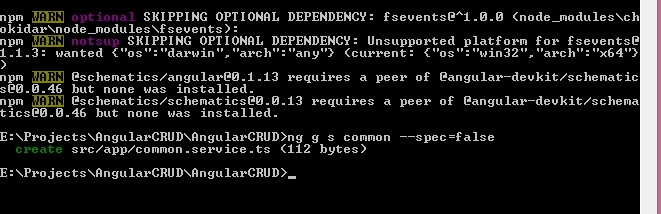 npm WARN optional SKIPPING OPTIONAL DEPENDENCY: fsevents@^1.0.0 (node_modules\ch
okidar\node_modules\fsevents):
npm WARN notsup SKIPPING OPTIONAL DEPENDENCY: Unsupported platform for fsevents@
1.1.3: wanted {"os":"darwin","arch":"any"} (current: {"os":"win32","arch":"x64"}
)
npm WARN @schematics/angular@0.1.13 requires a peer of @angular-devkit/schematic
s@0.0.46 but none was installed.
npm WARN @schematics/schematics@0.0.13 requires a peer of @angular-devkit/schema
tics@0.0.46 but none was installed.
E:\Projects\AngularCRUD\AngularCRUD>ng g s common --spec=false
create src/app/common.service.ts (112 bytes)
E:\Projects\AngularCRUD\AngularCRUD>_